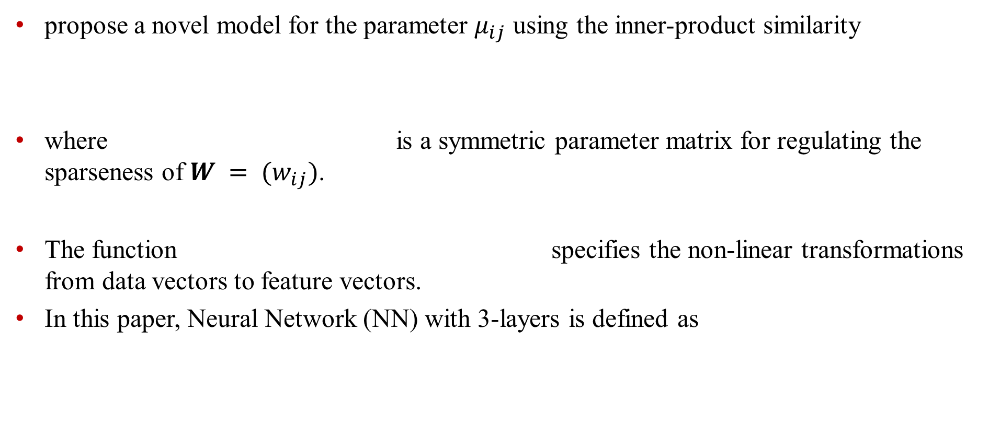 • propose a novel model for the parameter μ_{ij} using the inner-product similarity
• where is a symmetric parameter matrix for regulating the
sparseness of W = (w_{ij}).
• The function specifies the non-linear transformations
from data vectors to feature vectors.
• In this paper, Neural Network (NN) with 3-layers is defined as